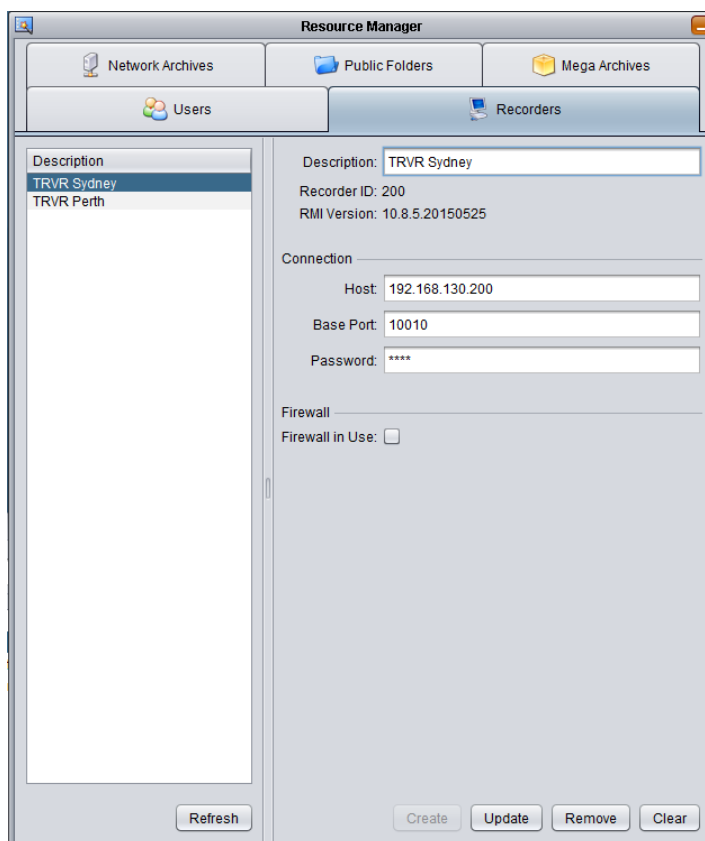 Resource Manager
Network Archives
Public Folders
Mega Archives
Users
Recorders
Description
TRVR Sydney
TRVR Perth
Description: TRVR Sydney
Recorder ID: 200
RMI Version: 10.8.5.20150525
Connection
Host: 192.168.130.200
Base Port: 10010
Password: ****
Firewall
Firewall in Use:
Refresh
Create
Update
Remove
Clear